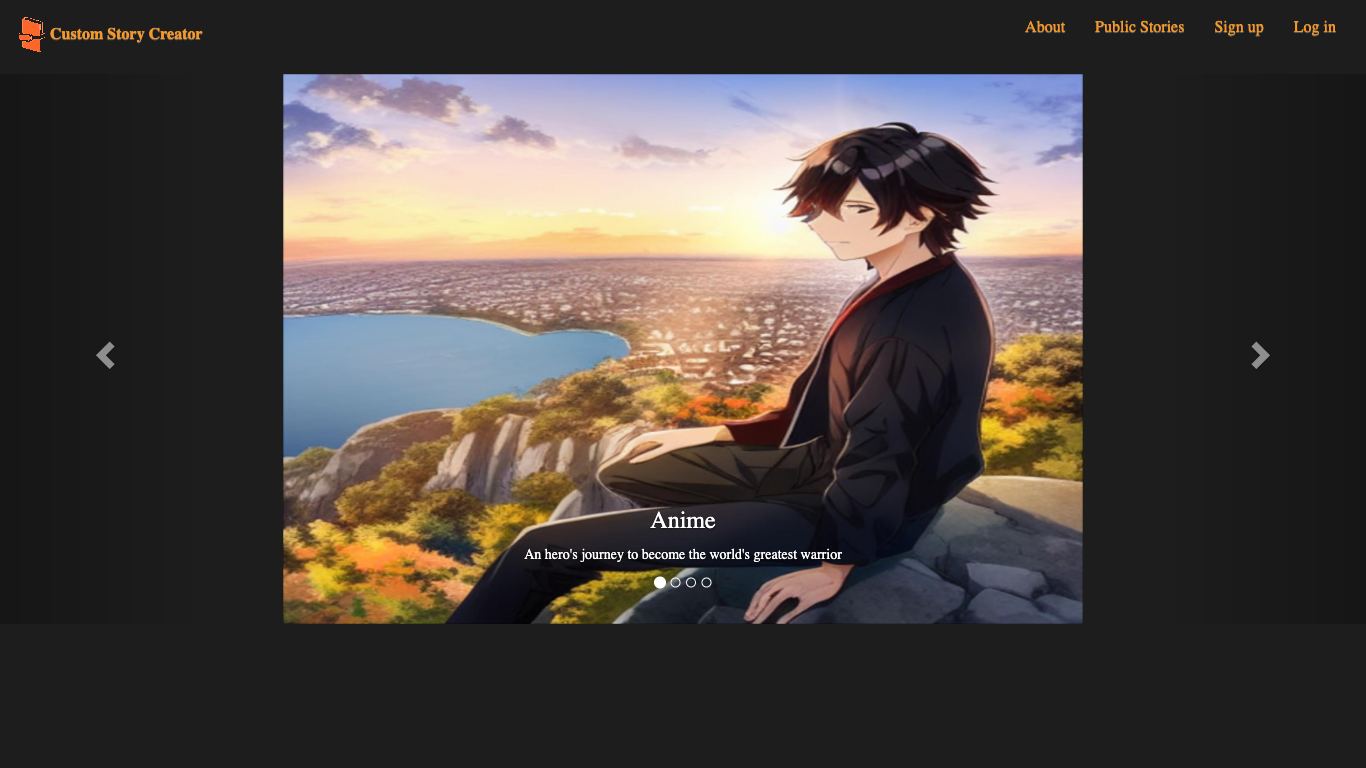 Custom Story Creator
About
Public Stories
Sign up
Log in
Anime
An hero's journey to become the world's greatest warrior